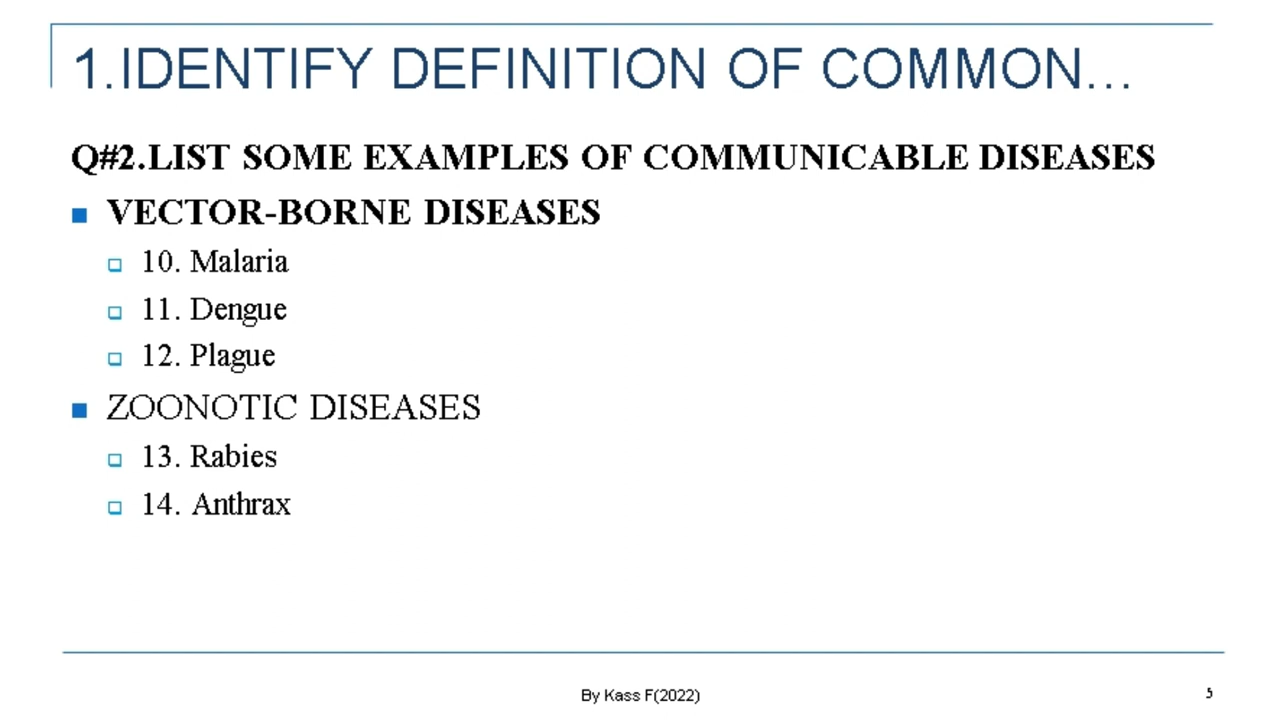 1.IDENTIFY DEFINITION OF COMMON...
Q#2.LIST SOME EXAMPLES OF COMMUNICABLE DISEASES
VECTOR-BORNE DISEASES
10. Malaria
11. Dengue
12. Plague
ZOONOTIC DISEASES
13. Rabies
14. Anthrax
By Kass F(2022)
5